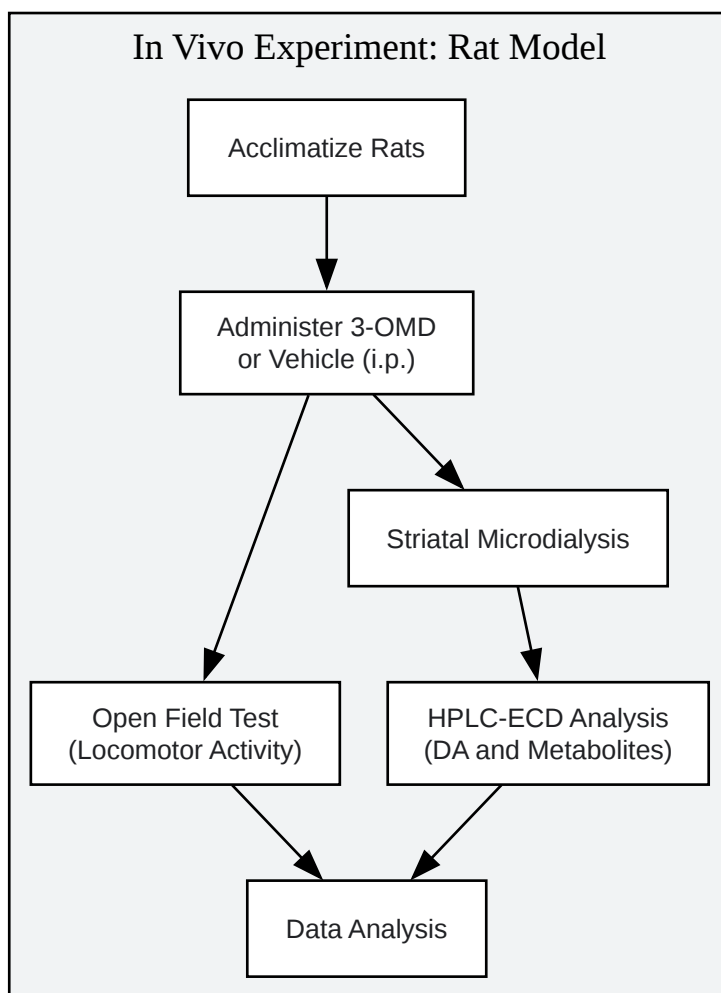 In Vivo Experiment: Rat Model
Acclimatize Rats
Administer 3-OMD
or Vehicle (i.p.)
Striatal Microdialysis
Open Field Test
(Locomotor Activity)
HPLC-ECD Analysis
(DA and Metabolites)
Data Analysis